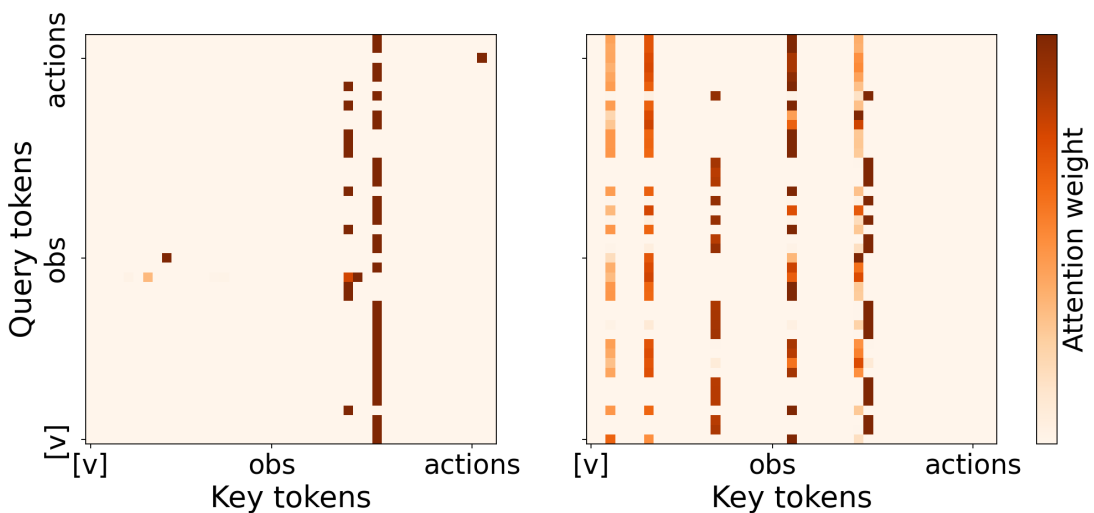 Query tokens
actions
obs
[v]
[v] obs actions
Key tokens
[v] obs actions
Key tokens
Attention weight